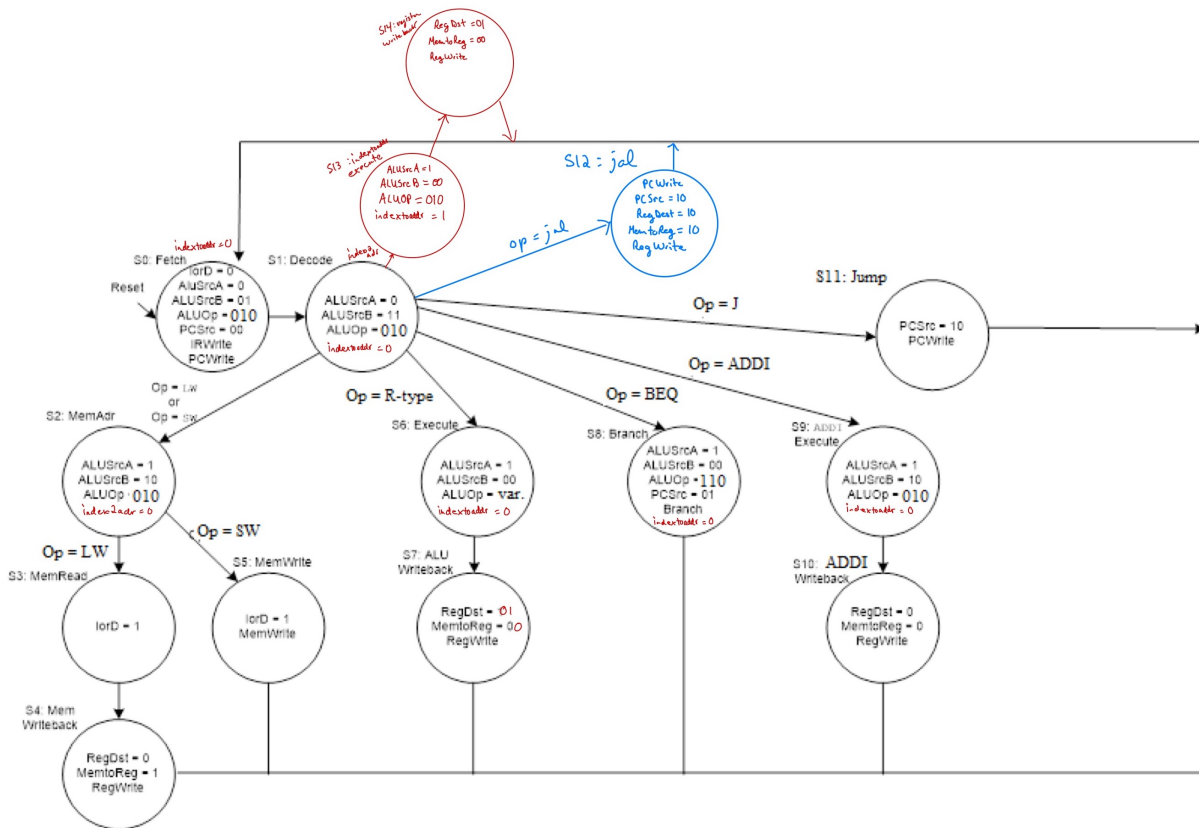 S14: register
writeback
RegDst = 01
MemtoReg = 00
RegWrite
S13: indextoaddr
execute
ALUSrcA = 1
ALUSrcB = 00
ALUOP = 010
indextoaddr = 1
S12: jal
PCWrite
PCSrc = 10
RegDest = 10
MemtoReg = 10
RegWrite
op = jal
index2adr
indextoaddr = 0
S0: Fetch
Reset
IorD = 0
AluSrcA = 0
ALUSrcB = 01
ALUOp = 010
PCSrc = 00
IRWrite
PCWrite
S1: Decode
ALUSrcA = 0
ALUSrcB = 11
ALUOp = 010
indextoaddr = 0
S11: Jump
Op = J
PCSrc = 10
PCWrite
Op = ADDI
Op = BEQ
Op = R-type
Op = LW
or
Op = SW
S2: MemAdr
ALUSrcA = 1
ALUSrcB = 10
ALUOp · 010
index2adr = 0
S6: Execute
ALUSrcA = 1
ALUSrcB = 00
ALUOp = var.
indextoaddr = 0
S8: Branch
ALUSrcA = 1
ALUSrcB = 00
ALUOp = 110
PCSrc = 01
Branch
indextoaddr = 0
S9: ADDI
Execute
ALUSrcA = 1
ALUSrcB = 10
ALUOp = 010
indextoaddr = 0
Op = LW
Op = SW
S3: MemRead
IorD = 1
S5: MemWrite
IorD = 1
MemWrite
S7: ALU
Writeback
RegDst = 01
MemtoReg = 00
RegWrite
S10: ADDI
Writeback
RegDst = 0
MemtoReg = 0
RegWrite
S4: Mem
Writeback
RegDst = 0
MemtoReg = 1
RegWrite